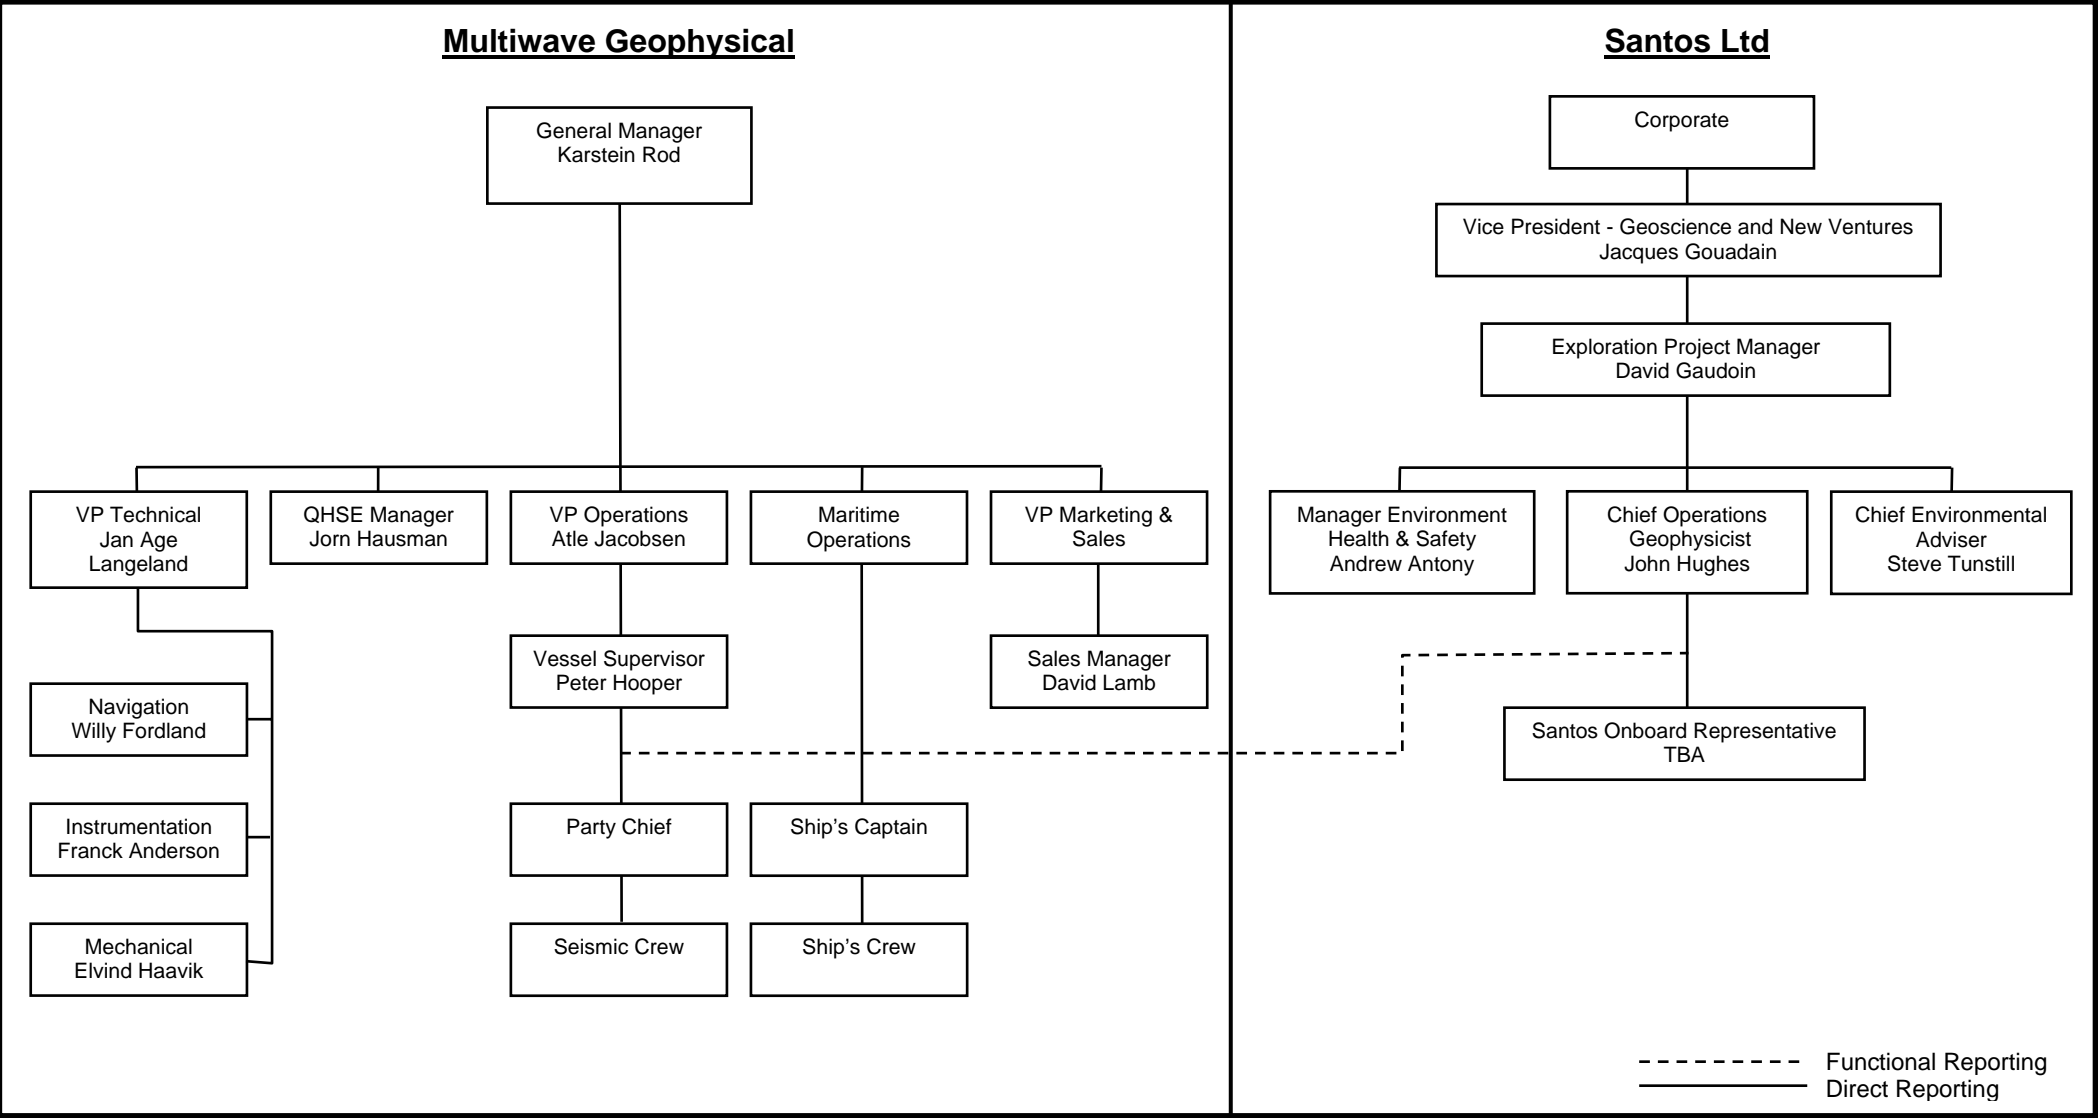 Multiwave Geophysical
General Manager
Karstein Rod
VP Technical
Jan Age
Langeland
QHSE Manager
Jorn Hausman
VP Operations
Atle Jacobsen
Maritime
Operations
VP Marketing &
Sales
Vessel Supervisor
Peter Hooper
Sales Manager
David Lamb
Navigation
Willy Fordland
Instrumentation
Franck Anderson
Party Chief
Ship’s Captain
Mechanical
Elvind Haavik
Seismic Crew
Ship’s Crew
Santos Ltd
Corporate
Vice President - Geoscience and New Ventures
Jacques Gouadain
Exploration Project Manager
David Gaudoin
Manager Environment
Health & Safety
Andrew Antony
Chief Operations
Geophysicist
John Hughes
Chief Environmental
Adviser
Steve Tunstill
Santos Onboard Representative
TBA
Functional Reporting
Direct Reporting